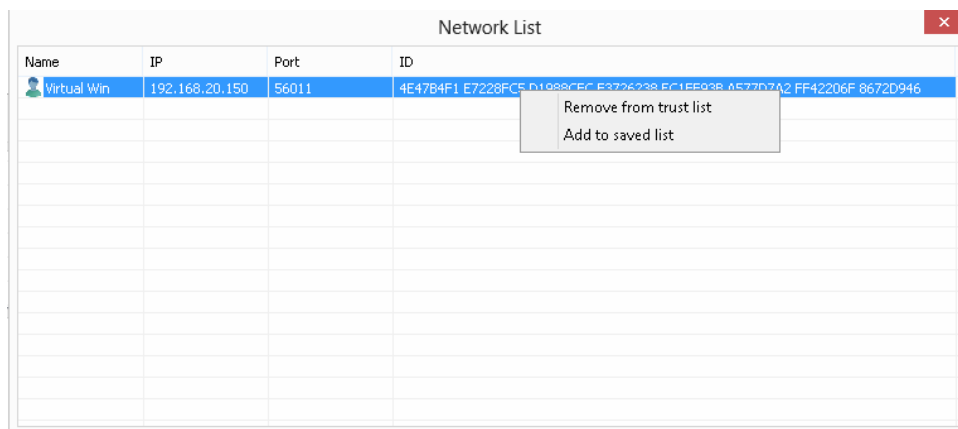 Network List
Name IP Port ID
Virtual Win 192.168.20.150 56011 4E47B4F1 E7228FC5 A577D7A2 FF42206F 8672D946
Remove from trust list
Add to saved list